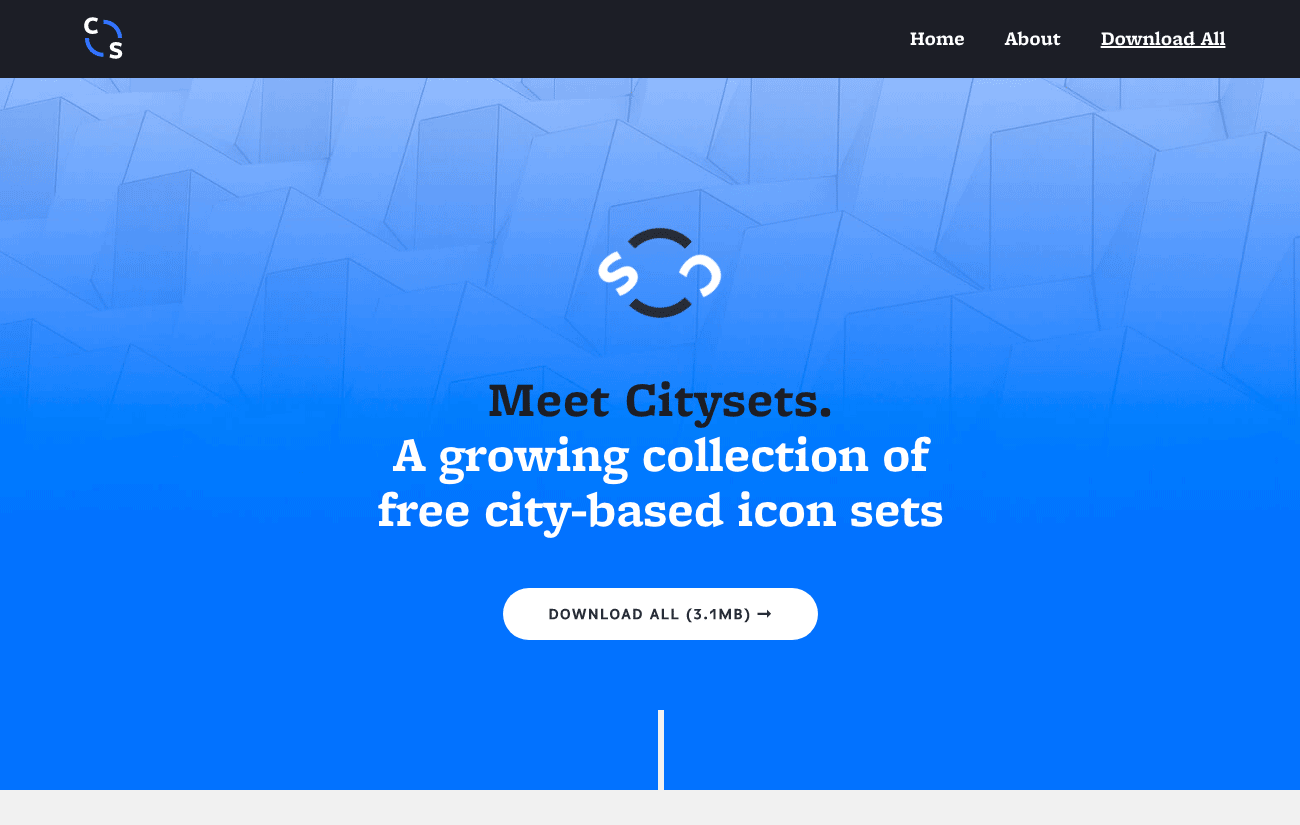 C
S
Home About Download All
S C
Meet Citysets.
A growing collection of
free city-based icon sets
DOWNLOAD ALL (3.1MB) →